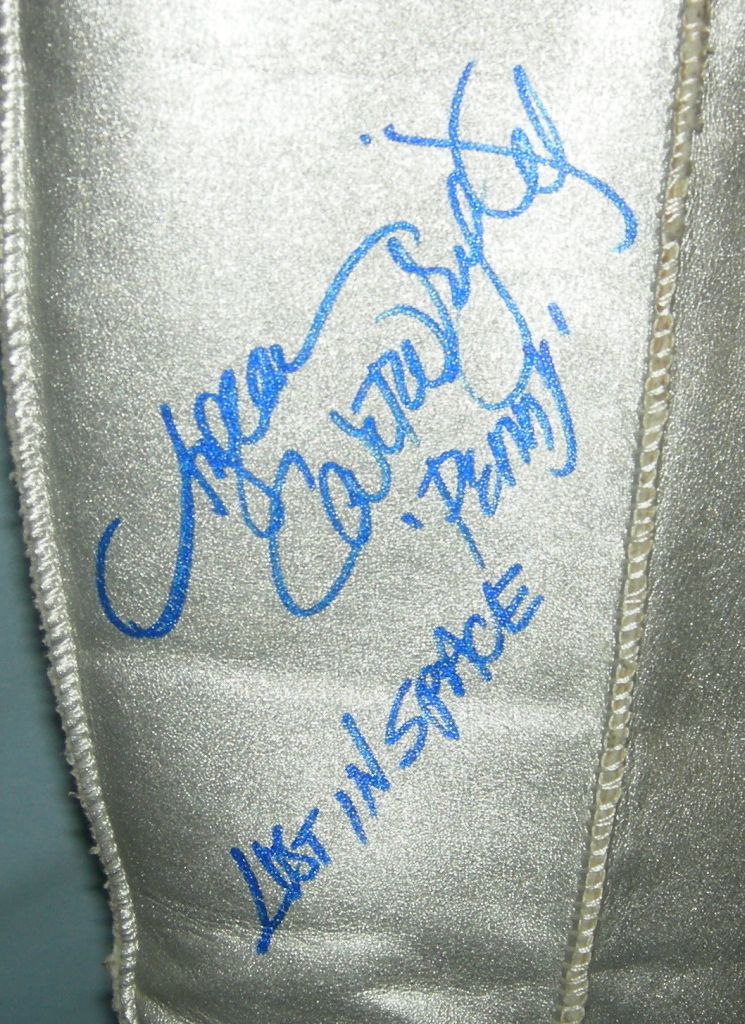 Angela
Cartwright
"PENNY"
LOST IN SPACE